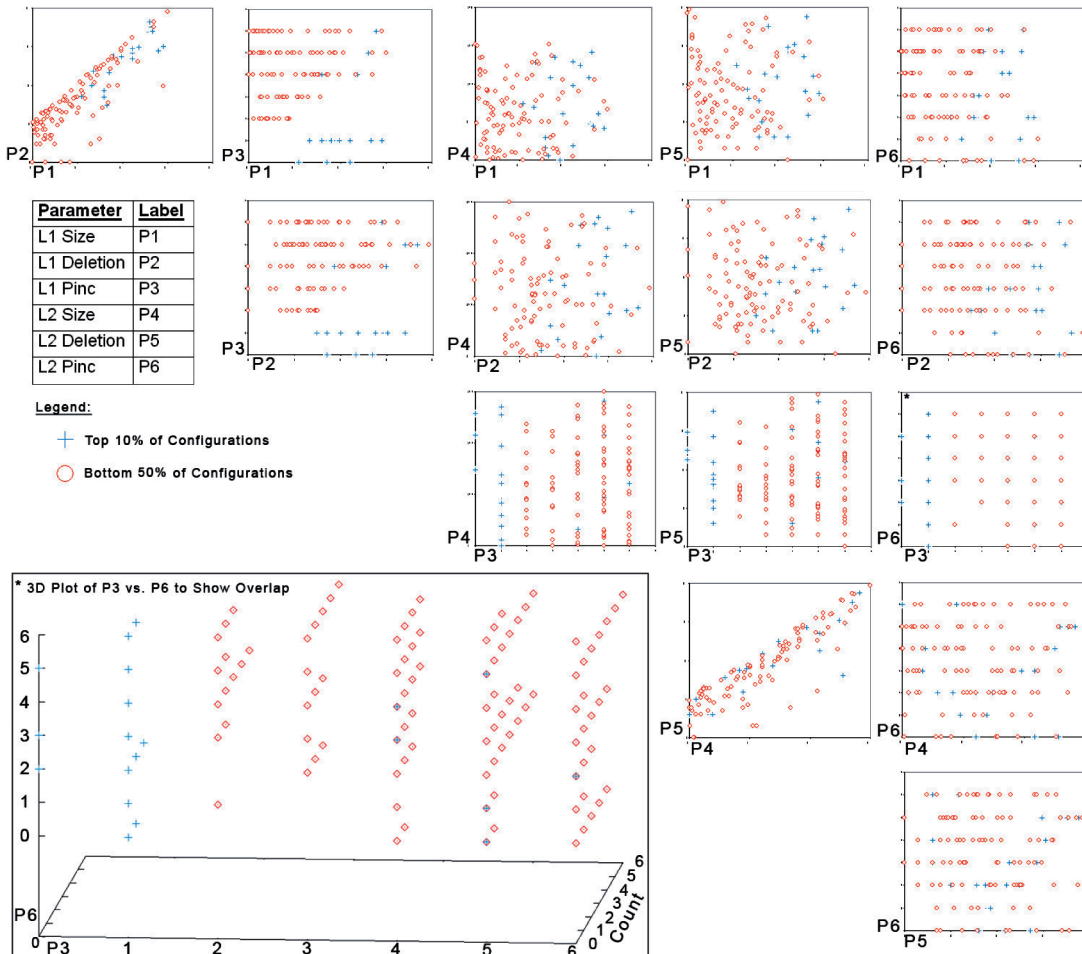 P2
P1
P3
P1
P4
P1
P5
P1
P6
P1
Parameter Label
L1 Size P1
L1 Deletion P2
L1 Pinc P3
L2 Size P4
L2 Deletion P5
L2 Pinc P6
P3
P2
P4
P2
P5
P2
P6
P2
Legend:
Top 10% of Configurations
Bottom 50% of Configurations
P4
P3
P5
P3
*
P6
P3
* 3D Plot of P3 vs. P6 to Show Overlap
6
5
4
3
2
1
0
P6
0 P3 1 2 3 4 5 6
0 1 2 3 4 5 6
Count
P5
P4
P6
P4
P6
P5